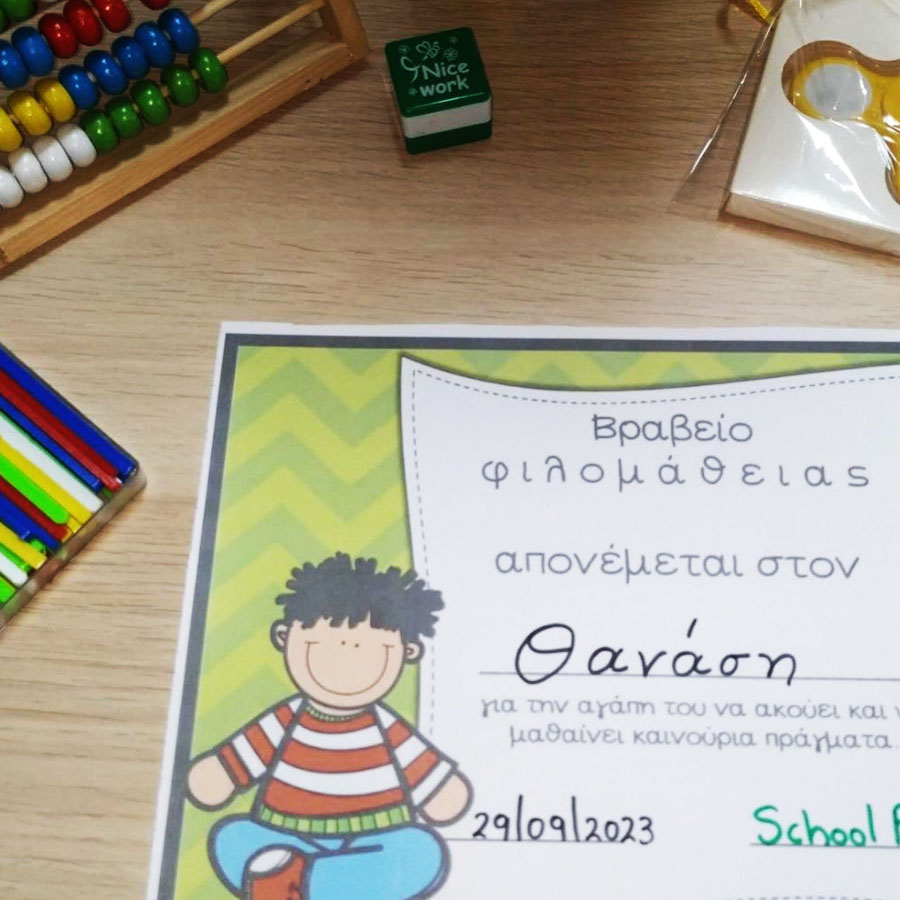 Nice
work
Βραβείο
φιλομάθειας
απονέμεται στον
Θανάση
για την αγάπη του να ακούει και
μαθαίνει καινούρια πράγματα.
29/09/2023
School